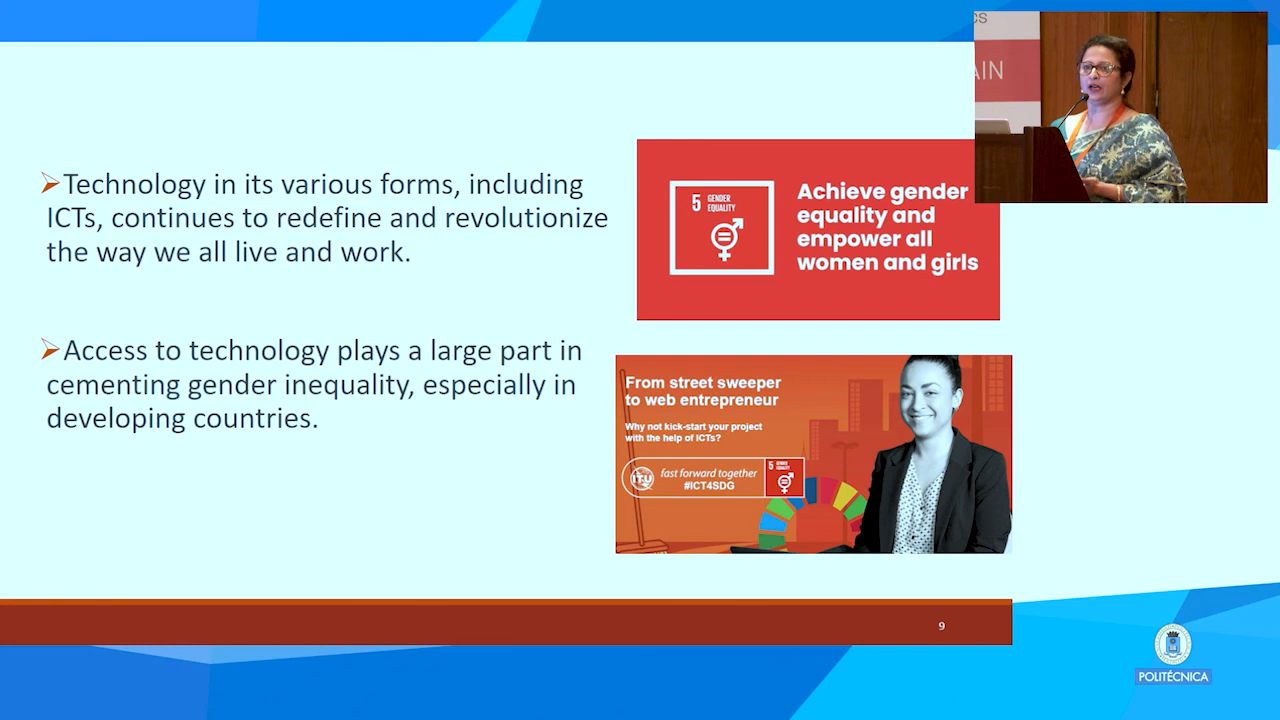 CS
AIN
➢Technology in its various forms, including
ICTs, continues to redefine and revolutionize
the way we all live and work.
➢Access to technology plays a large part in
cementing gender inequality, especially in
developing countries.
5 GENDER
EQUALITY
Achieve gender
equality and
empower all
women and girls
From street sweeper
to web entrepreneur
Why not kick-start your project
with the help of ICTs?
ITU
fast forward together
#ICT4SDG
5 GENDER
EQUALITY
9
POLITÉCNICA